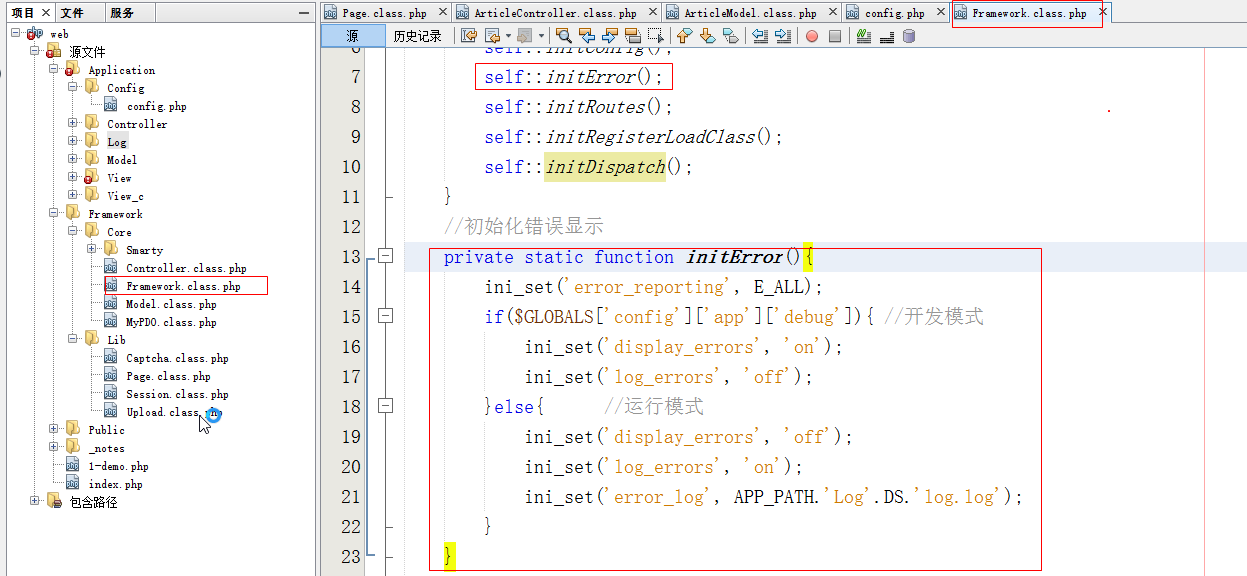 项目 文件 服务
web
源文件
Application
Config
config.php
Controller
Log
Model
View
View_c
Framework
Core
Smarty
Controller.class.php
Framework.class.php
Model.class.php
MyPDO.class.php
Lib
Captcha.class.php
Page.class.php
Session.class.php
Upload.class.php
Public
_notes
1-demo.php
index.php
包含路径
Page.class.php ArticleController.class.php ArticleModel.class.php config.php Framework.class.php
源 历史记录
6 self::initConfig();
7 self::initError();
8 self::initRoutes();
9 self::initRegisterLoadClass();
10 self::initDispatch();
11 }
12 //初始化错误显示
13 private static function initError(){
14 ini_set('error_reporting', E_ALL);
15 if($GLOBALS['config']['app']['debug']){ //开发模式
16 ini_set('display_errors', 'on');
17 ini_set('log_errors', 'off');
18 }else{ //运行模式
19 ini_set('display_errors', 'off');
20 ini_set('log_errors', 'on');
21 ini_set('error_log', APP_PATH.'Log'.DS.'log.log');
22 }
23 }